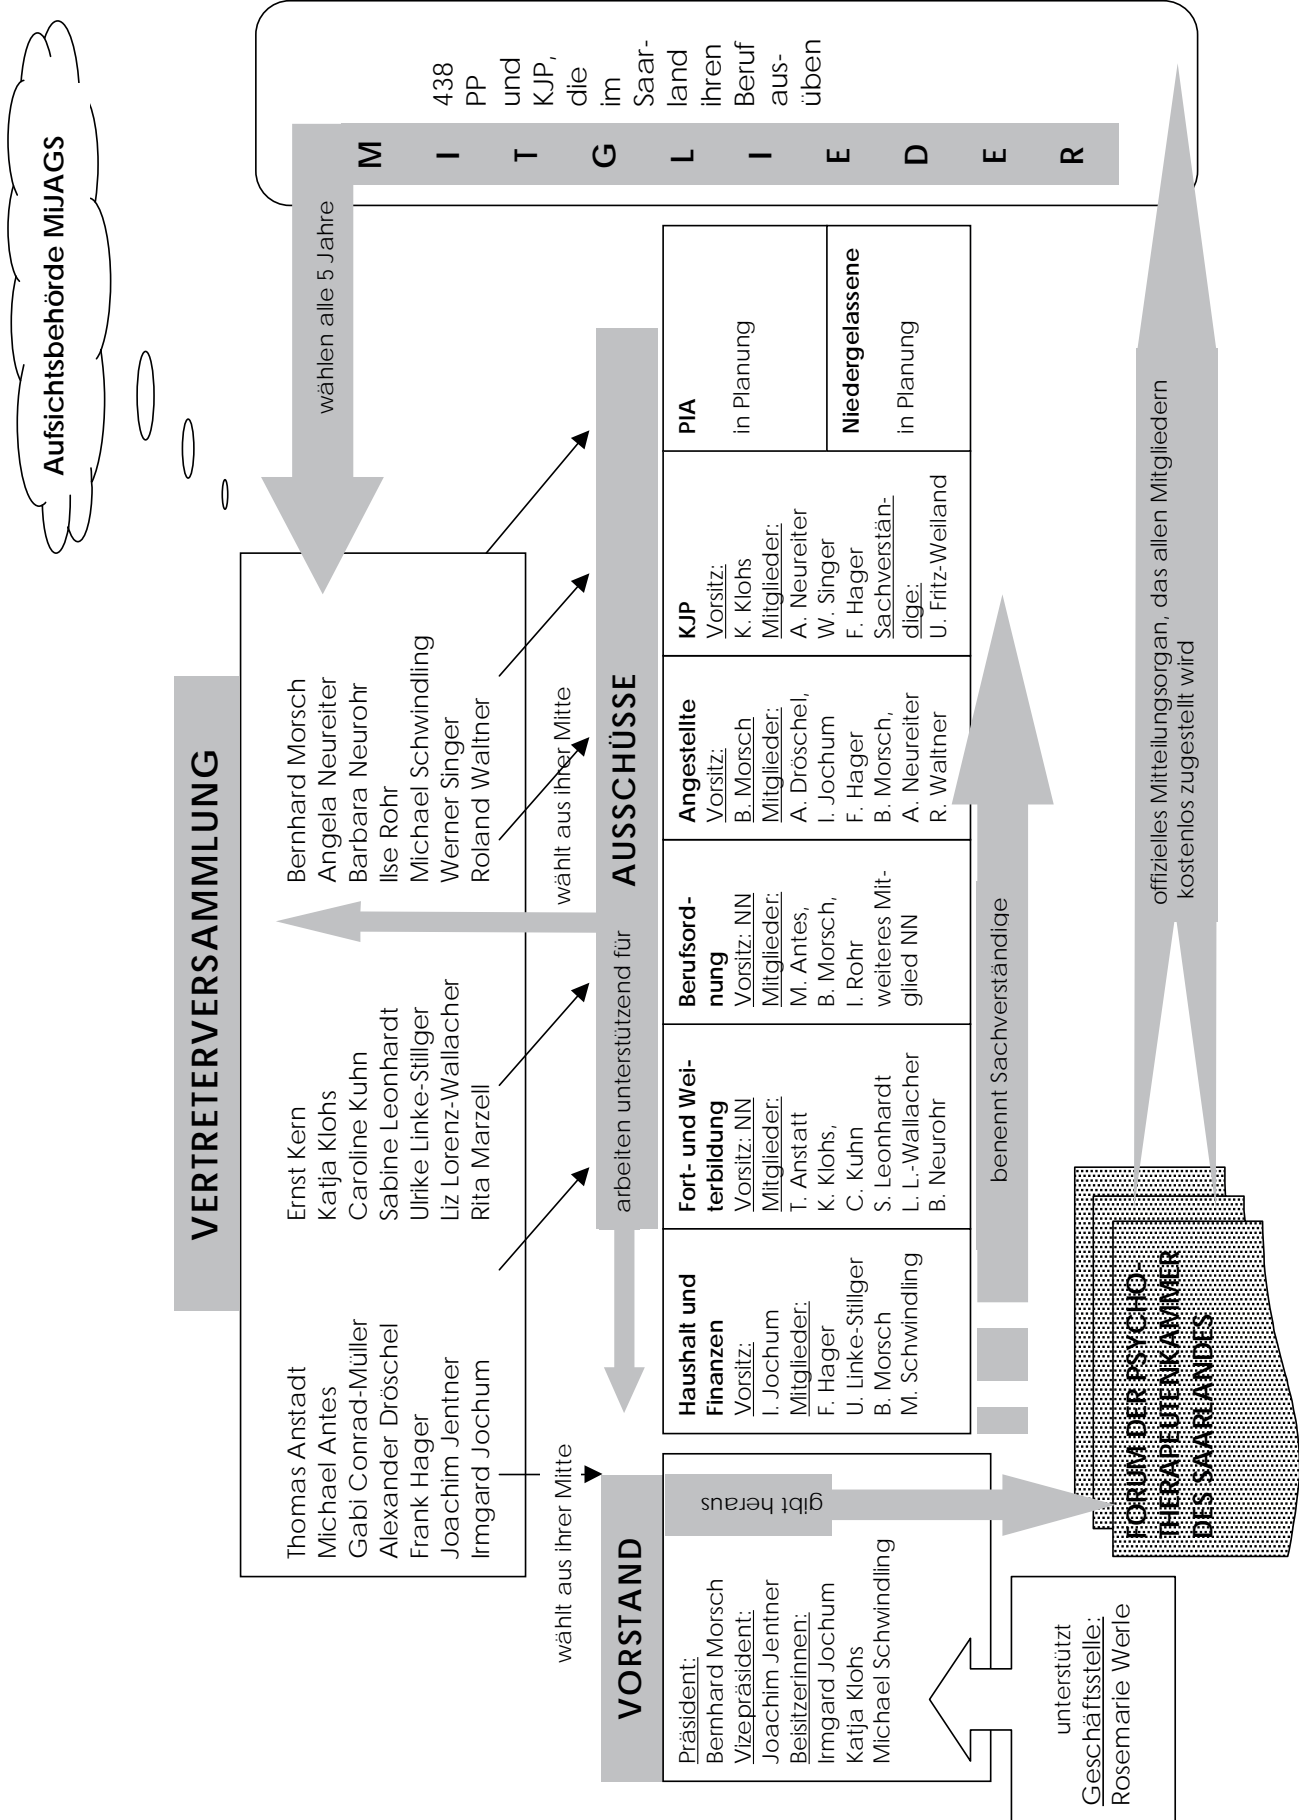 Aufsichtsbehörde MiJAGS
VERTRETERVERSAMMLUNG
Thomas Anstadt
Michael Antes
Gabi Conrad-Müller
Alexander Dröschel
Frank Hager
Joachim Jentner
Irmgard Jochum
Ernst Kern
Katja Klohs
Caroline Kuhn
Sabine Leonhardt
Ulrike Linke-Stillger
Liz Lorenz-Wallacher
Rita Marzell
Bernhard Morsch
Angela Neureiter
Barbara Neurohr
Ilse Rohr
Michael Schwindling
Werner Singer
Roland Waltner
wählen alle 5 Jahre
MITGLIEDER
438
PP
und
KJP,
die
im
Saar-
land
ihren
Beruf
aus-
üben
wählt aus ihrer Mitte
wählt aus ihrer Mitte
VORSTAND
Präsident:
Bernhard Morsch
Vizepräsident:
Joachim Jentner
Beisitzerinnen:
Irmgard Jochum
Katja Klohs
Michael Schwindling
gibt heraus
unterstützt
Geschäftsstelle:
Rosemarie Werle
arbeiten unterstützend für
AUSSCHÜSSE
Haushalt und
Finanzen
Vorsitz:
I. Jochum
Mitglieder:
F. Hager
U. Linke-Stillger
B. Morsch
M. Schwindling
Fort- und Wei-
terbildung
Vorsitz: NN
Mitglieder:
T. Anstatt
K. Klohs,
C. Kuhn
S. Leonhardt
L. L.-Wallacher
B. Neurohr
Berufsord-
nung
Vorsitz: NN
Mitglieder:
M. Antes,
B. Morsch,
I. Rohr
weiteres Mit-
glied NN
Angestellte
Vorsitz:
B. Morsch
Mitglieder:
A. Dröschel,
I. Jochum
F. Hager
B. Morsch,
A. Neureiter
R. Waltner
KJP
Vorsitz:
K. Klohs
Mitglieder:
A. Neureiter
W. Singer
F. Hager
Sachverstän-
dige:
U. Fritz-Weiland
PIA
in Planung
Niedergelassene
in Planung
benennt Sachverständige
FORUM DER PSYCHO-
THERAPEUTENKAMMER
DES SAARLANDES
offizielles Mitteilungsorgan, das allen Mitgliedern
kostenlos zugestellt wird